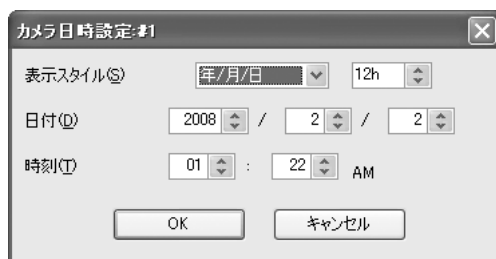 カメラ日時設定:#1
表示スタイル(S) 年/月/日 12h
日付(D) 2008 / 2 / 2
時刻(T) 01 : 22 AM
OK キャンセル